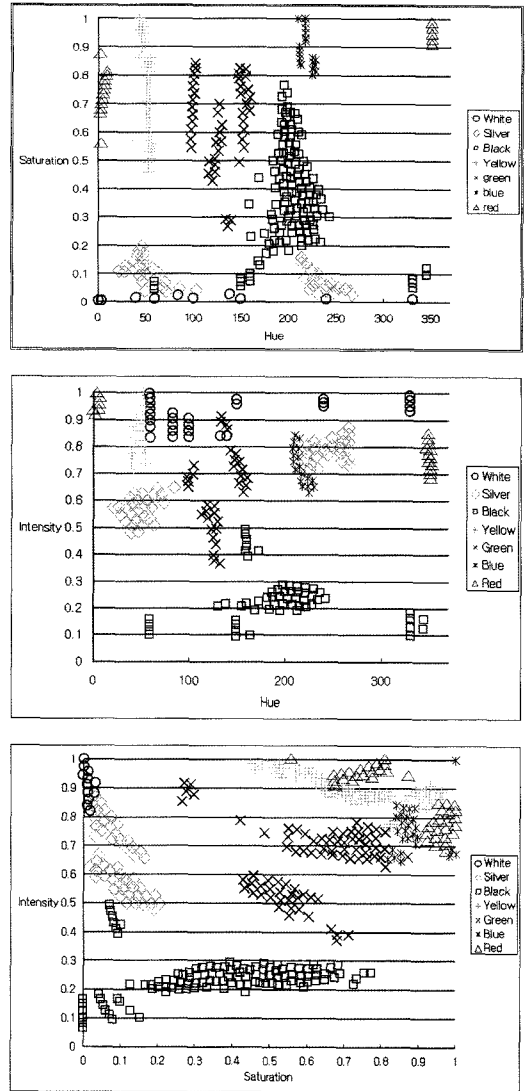 1
0.9
0.8
0.7
0.6
Saturation 0.5
0.4
0.3
0.2
0.1
0
0 50 100 150 200 250 300 350
Hue
White
Silver
Black
Yellow
green
blue
red
1
0.9
0.8
0.7
0.6
Intensity 0.5
0.4
0.3
0.2
0.1
0
0 100 200 300
Hue
White
Silver
Black
Yellow
Green
Blue
Red
1
0.9
0.8
0.7
0.6
Intensity 0.5
0.4
0.3
0.2
0.1
0
0 0.1 0.2 0.3 0.4 0.5 0.6 0.7 0.8 0.9 1
Saturation
White
Silver
Black
Yellow
Green
Blue
Red